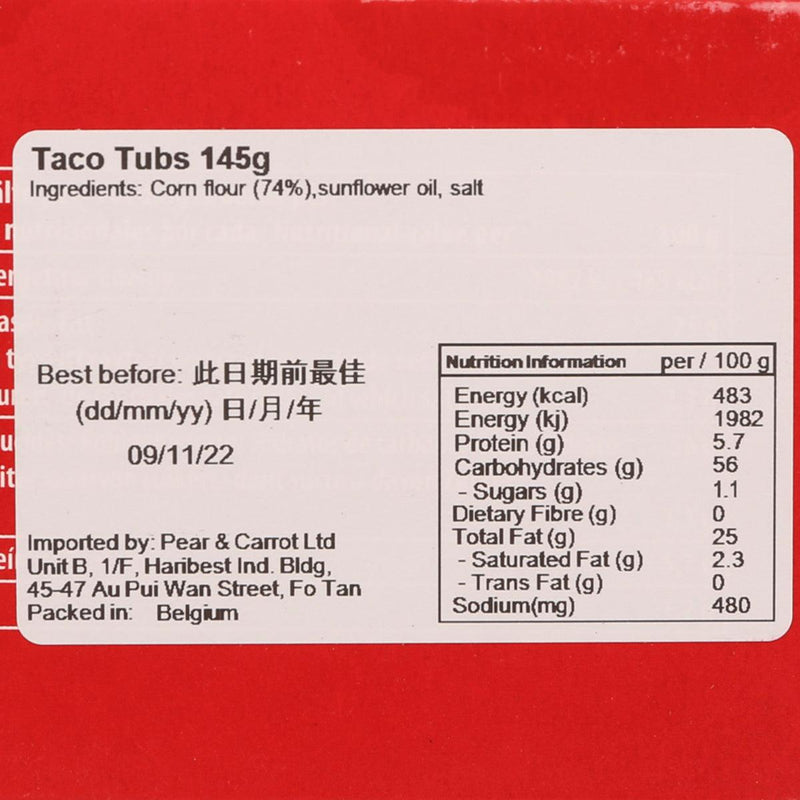 Taco Tubs 145g
Ingredients: Corn flour (74%),sunflower oil, salt
Best before: 此日期前最佳
(dd/mm/yy) 日/月/年
09/11/22
Imported by: Pear & Carrot Ltd
Unit B, 1/F, Haribest Ind. Bldg,
45-47 Au Pui Wan Street, Fo Tan
Packed in: Belgium
Nutrition Information per / 100 g
Energy (kcal) 483
Energy (kj) 1982
Protein (g) 5.7
Carbohydrates (g) 56
- Sugars (g) 1.1
Dietary Fibre (g) 0
Total Fat (g) 25
- Saturated Fat (g) 2.3
- Trans Fat (g) 0
Sodium(mg) 480